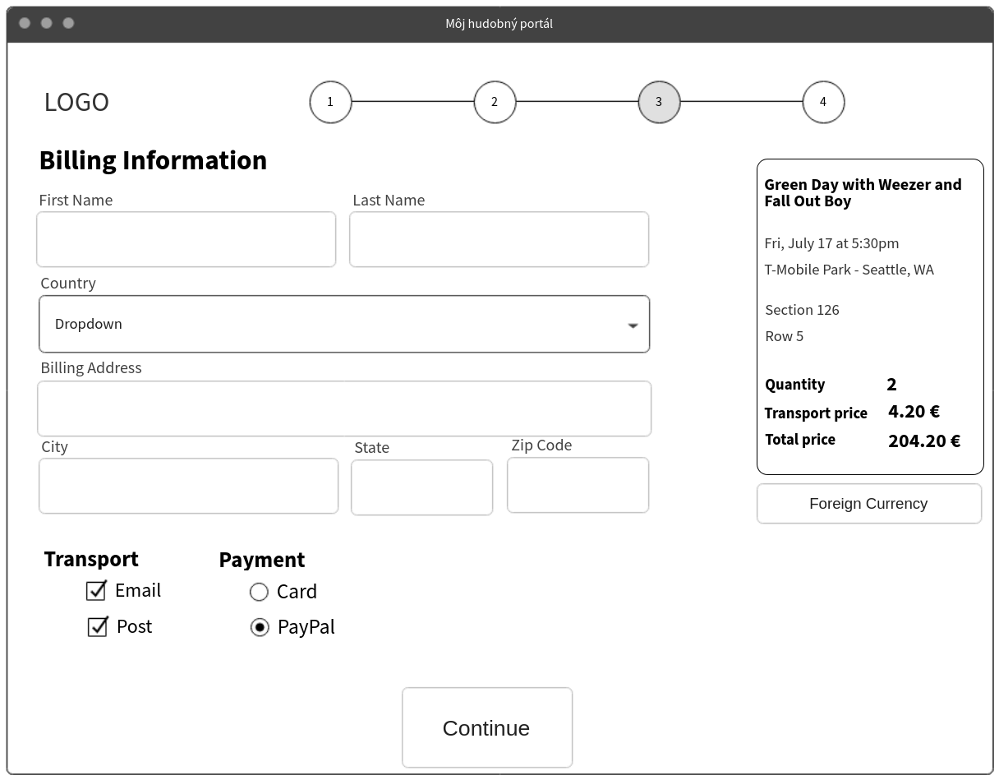 Môj hudobný portál
LOGO
1
2
3
4
Billing Information
First Name
Last Name
Country
Dropdown
Billing Address
City
State
Zip Code
Transport
Email
Post
Payment
Card
PayPal
Green Day with Weezer and
Fall Out Boy
Fri, July 17 at 5:30pm
T-Mobile Park - Seattle, WA
Section 126
Row 5
Quantity 2
Transport price 4.20 €
Total price 204.20 €
Foreign Currency
Continue